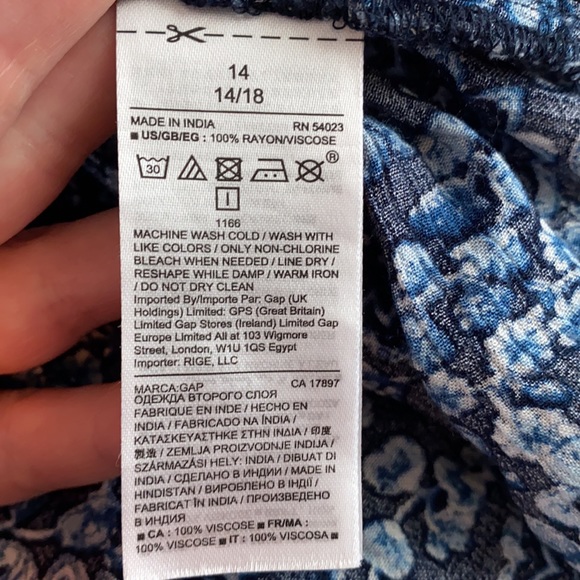 14
14/18
MADE IN INDIA RN 54023
■ US/GB/EG : 100% RAYON/VISCOSE
30
®
I
1166
MACHINE WASH COLD / WASH WITH
LIKE COLORS / ONLY NON-CHLORINE
BLEACH WHEN NEEDED / LINE DRY /
RESHAPE WHILE DAMP / WARM IRON
/ DO NOT DRY CLEAN
Imported By/Importe Par: Gap (UK
Holdings) Limited: GPS (Great Britain)
Limited Gap Stores (Ireland) Limited Gap
Europe Limited All at 103 Wigmore
Street, London, W1U 1QS Egypt
Importer: RIGE, LLC
MARCA:GAP CA 17897
ОДЕЖДА ВТОРОГО СЛОЯ
FABRIQUE EN INDE / HECHO EN
INDIA / FABRICADO NA ÍNDIA /
ΚΑΤΑΣΚΕΥΑΣΤΗΚΕ ΣΤΗΝ ΙΝΔΙΑ / 印度
製造 / ZEMLJA PROIZVODNJE INDIJA /
SZÁRMAZÁSI HELY: INDIA / DIBUAT DI
INDIA / СДЕЛАНО В ИНДИИ / MADE IN
HINDISTAN / ВИРОБЛЕНО В ІНДІЇ /
FABRICAT ÎN INDIA / ПРОИЗВЕДЕНО
В ИНДИЯ
■ CA : 100% VISCOSE ■ FR/MA :
100% VISCOSE ■ IT : 100% VISCOSA ■